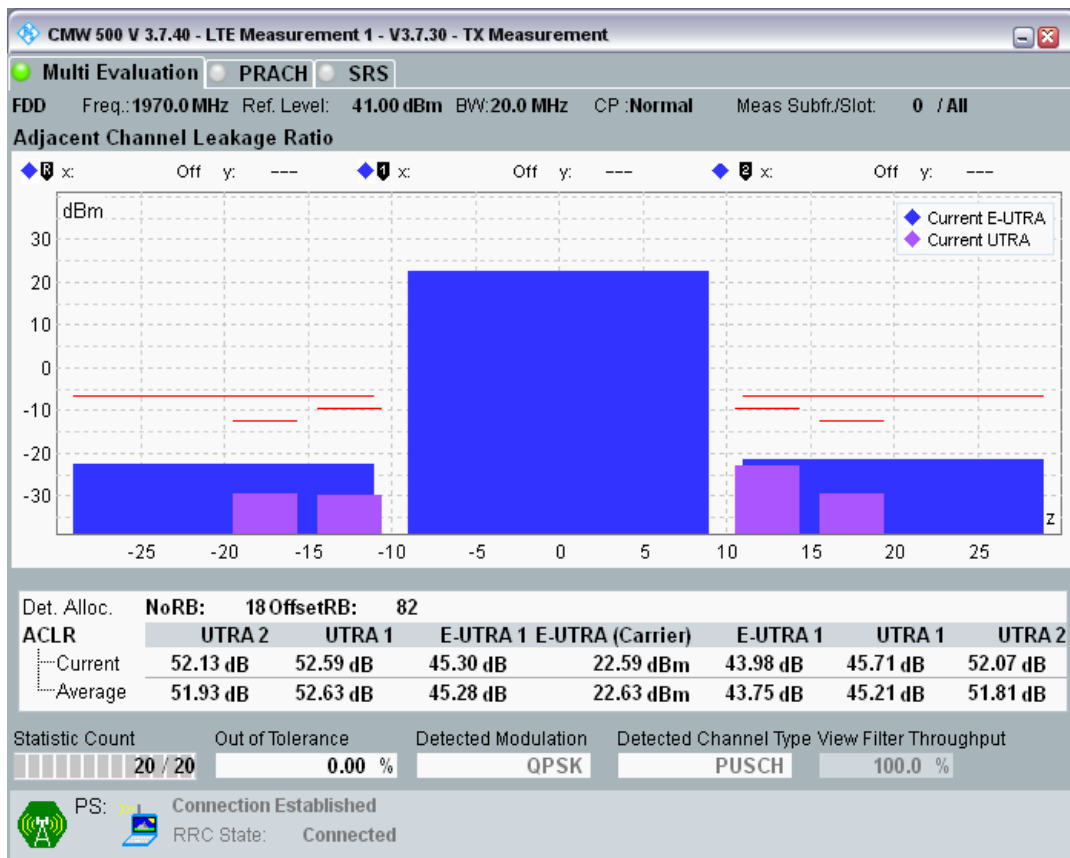 CMW 500 V 3.7.40 - LTE Measurement 1 - V3.7.30 - TX Measurement
Multi Evaluation PRACH SRS
FDD Freq.: 1970.0 MHz Ref. Level: 41.00 dBm BW: 20.0 MHz CP : Normal Meas Subfr./Slot: 0 / All
Adjacent Channel Leakage Ratio
R x: Off y: --- 1 x: Off y: --- 2 x: Off y: ---
dBm
Current E-UTRA
Current UTRA
30
20
10
0
-10
-20
-30
z
-25 -20 -15 -10 -5 0 5 10 15 20 25
Det. Alloc. NoRB: 18 OffsetRB: 82
ACLR UTRA 2 UTRA 1 E-UTRA 1 E-UTRA (Carrier) E-UTRA 1 UTRA 1 UTRA 2
Current 52.13 dB 52.59 dB 45.30 dB 22.59 dBm 43.98 dB 45.71 dB 52.07 dB
Average 51.93 dB 52.63 dB 45.28 dB 22.63 dBm 43.75 dB 45.21 dB 51.81 dB
Statistic Count Out of Tolerance Detected Modulation Detected Channel Type View Filter Throughput
20 / 20 0.00 % QPSK PUSCH 100.0 %
PS: Connection Established
RRC State: Connected